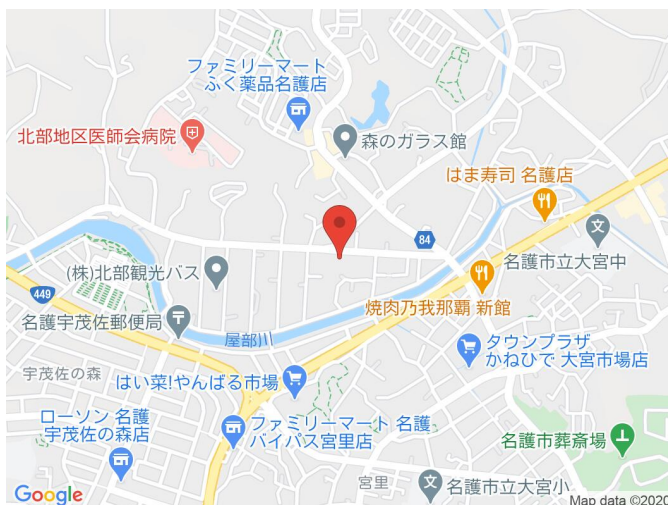 ファミリーマート
ふく薬品名護店
北部地区医師会病院
森のガラス館
はま寿司 名護店
84
(株)北部観光バス
名護市立大宮中
449
焼肉乃我那覇 新館
名護宇茂佐郵便局
屋部川
タウンプラザ
かねひで 大宮市場店
宇茂佐の森
はい菜!やんばる市場
ローソン 名護
宇茂佐の森店
ファミリーマート 名護
バイパス宮里店
名護市葬斎場
宮里
名護市立大宮小
Google
Map data ©2020